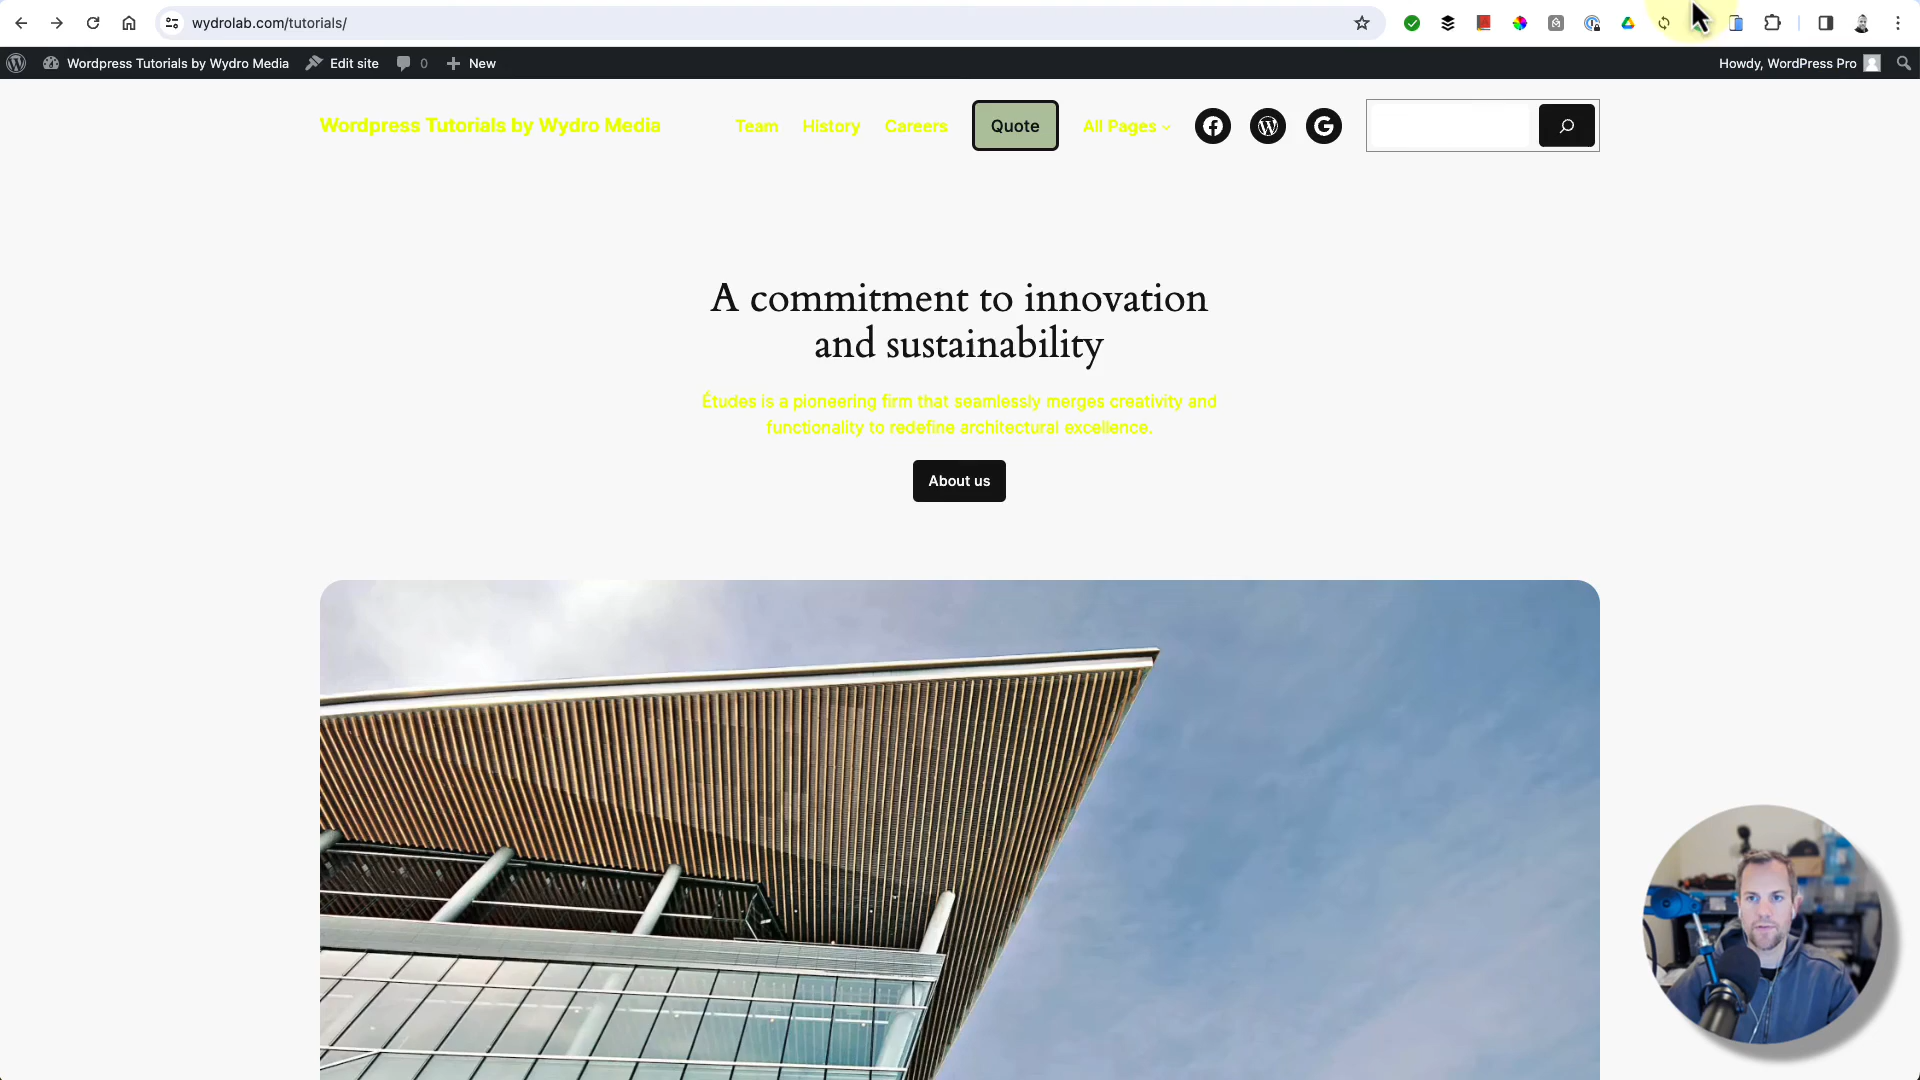 wydrolab.com/tutorials/
Wordpress Tutorials by Wydro Media
Edit site
0
New
Howdy, WordPress Pro
Wordpress Tutorials by Wydro Media
Team
History
Careers
Quote
All Pages
A commitment to innovation
and sustainability
Études is a pioneering firm that seamlessly merges creativity and
functionality to redefine architectural excellence.
About us